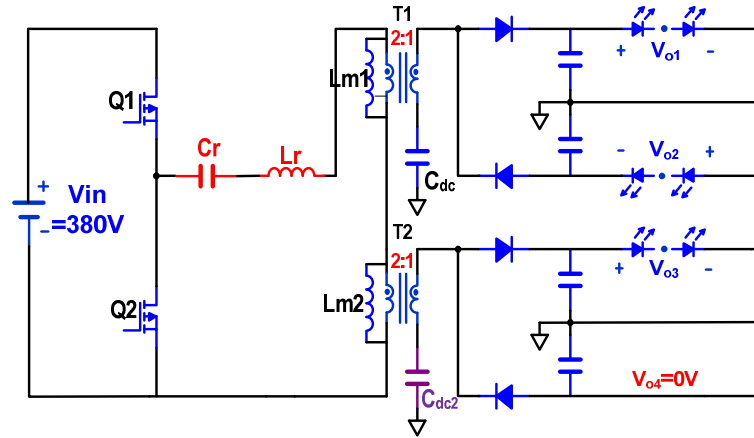 T1
2:1
+ Vo1 -
Lm1
Q1
Cr
Lr
- Vo2 +
Cdc
+
Vin
- =380V
T2
2:1
+ Vo3 -
Lm2
Q2
Vo4=0V
Cdc2